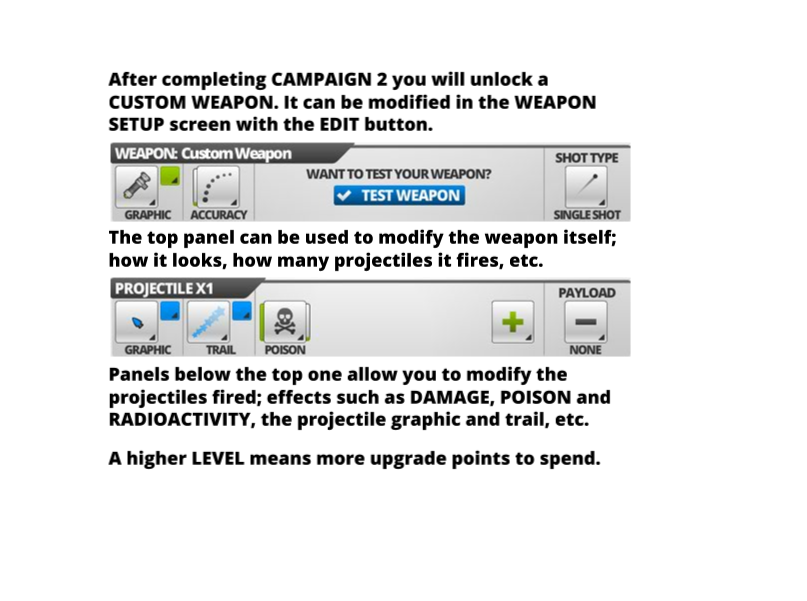 After completing CAMPAIGN 2 you will unlock a
CUSTOM WEAPON. It can be modified in the WEAPON
SETUP screen with the EDIT button.
WEAPON: Custom Weapon
SHOT TYPE
WANT TO TEST YOUR WEAPON?
TEST WEAPON
GRAPHIC ACCURACY SINGLE SHOT
The top panel can be used to modify the weapon itself;
how it looks, how many projectiles it fires, etc.
PROJECTILE X1
PAYLOAD
GRAPHIC TRAIL POISON NONE
Panels below the top one allow you to modify the
projectiles fired; effects such as DAMAGE, POISON and
RADIOACTIVITY, the projectile graphic and trail, etc.
A higher LEVEL means more upgrade points to spend.